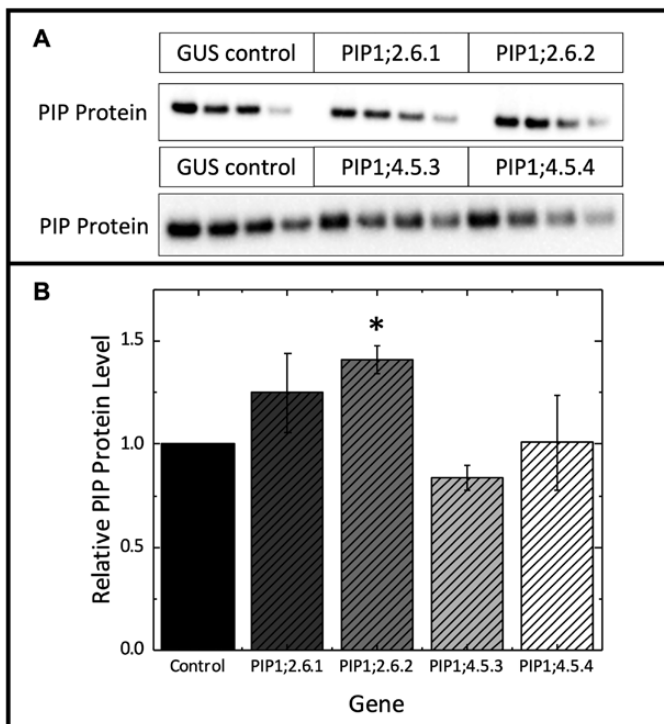 A
GUS control PIP1;2.6.1 PIP1;2.6.2
PIP Protein
GUS control PIP1;4.5.3 PIP1;4.5.4
PIP Protein
B
Relative PIP Protein Level
1.5
1.0
0.5
0.0
*
Control PIP1;2.6.1 PIP1;2.6.2 PIP1;4.5.3 PIP1;4.5.4
Gene